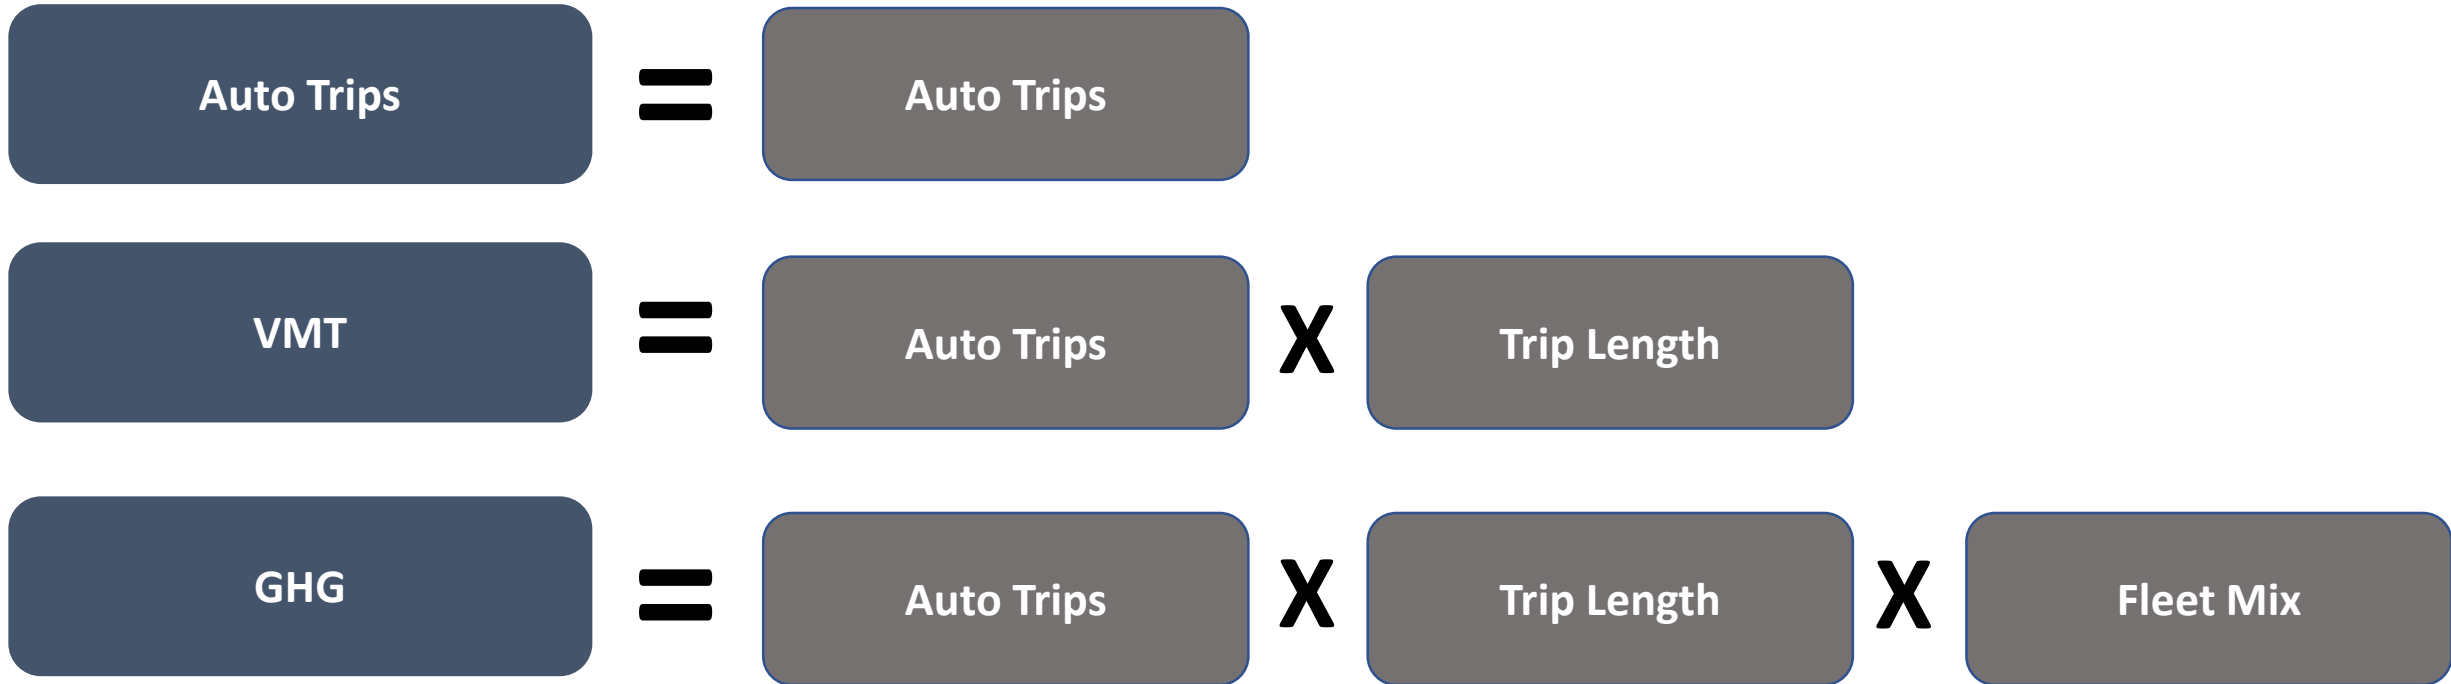 Auto Trips = Auto Trips
VMT = Auto Trips X Trip Length
GHG = Auto Trips X Trip Length X Fleet Mix